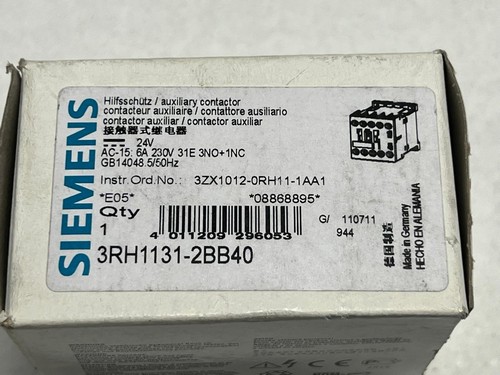 SIEMENS
Hilfsschütz / auxiliary contactor
contacteur auxiliaire / contattore ausiliario
contactor auxiliar / contactor auxiliar
接触器式继电器
24V
AC-15: 6A 230V 31E 3NO+1NC
GB14048.5/50Hz
Instr.Ord.No.: 3ZX1012-0RH11-1AA1
*E05* *08868895*
Qty
1
4 011209 296053
G/ 110711
944
3RH1131-2BB40
德国制造
Made in Germany
HECHO EN ALEMANIA